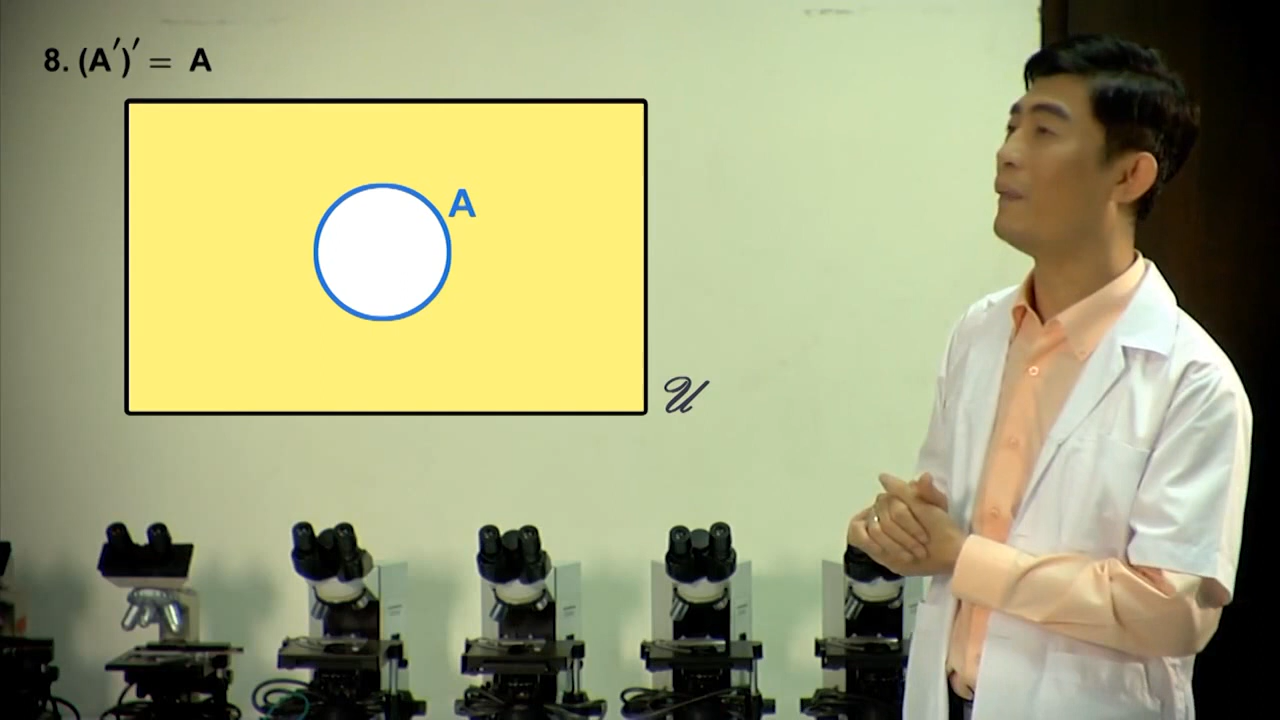 8. (A′)′ = A
A
𝒰